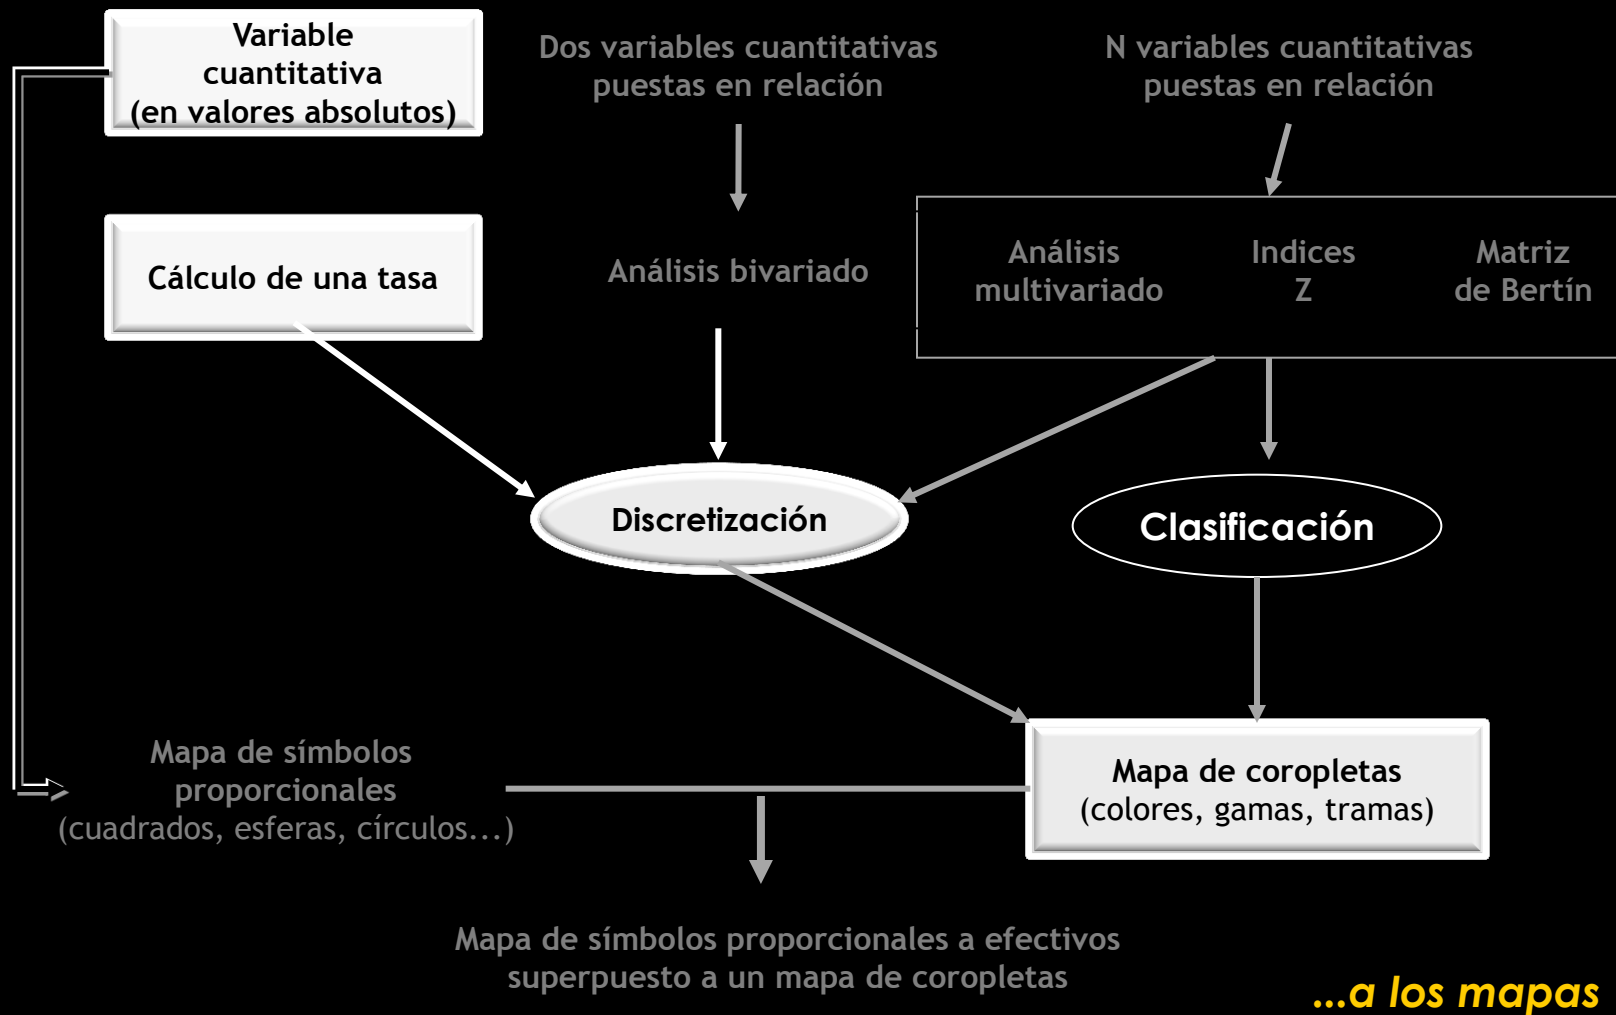 Variable
cuantitativa
(en valores absolutos)
Dos variables cuantitativas
puestas en relación
N variables cuantitativas
puestas en relación
Cálculo de una tasa
Análisis bivariado
Análisis
multivariado
Indices
Z
Matriz
de Bertín
Discretización
Clasificación
Mapa de símbolos
proporcionales
(cuadrados, esferas, círculos...)
Mapa de coropletas
(colores, gamas, tramas)
Mapa de símbolos proporcionales a efectivos
superpuesto a un mapa de coropletas
...a los mapas